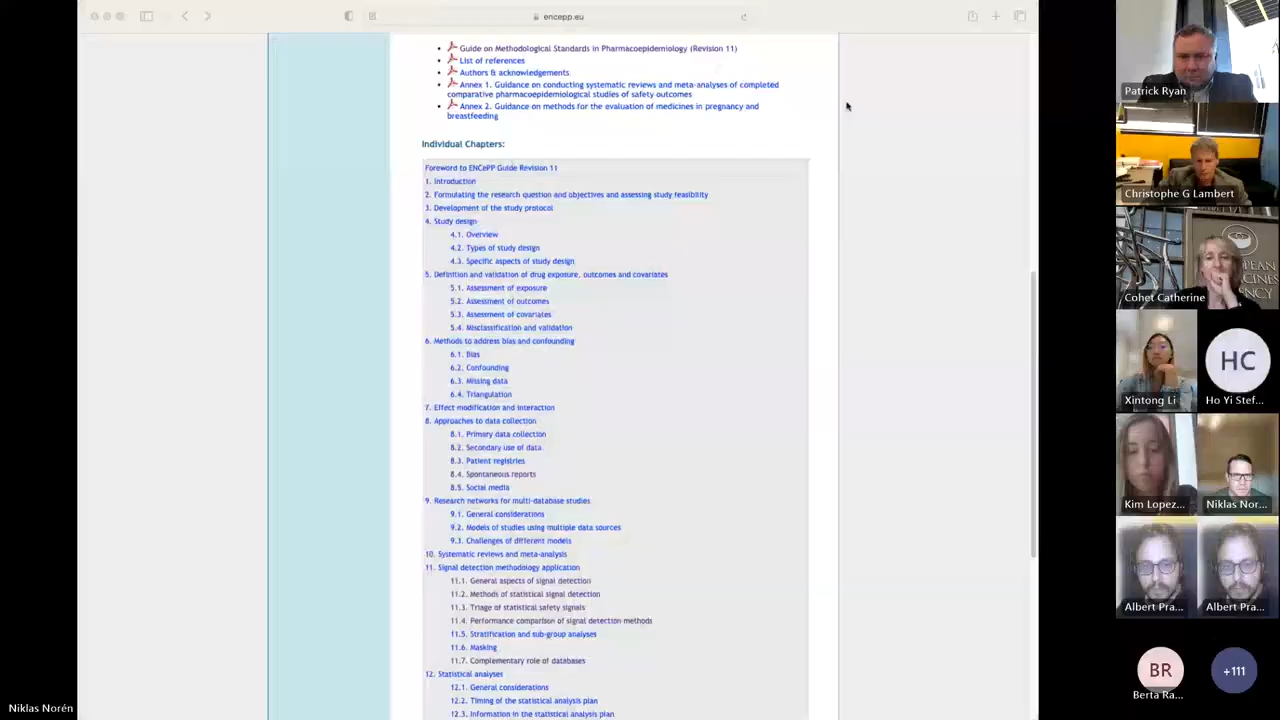 encepp.eu
Guide on Methodological Standards in Pharmacoepidemiology (Revision 11)
List of references
Authors & acknowledgements
Annex 1. Guidance on conducting systematic reviews and meta-analyses of completed
comparative pharmacoepidemiological studies of safety outcomes
Annex 2. Guidance on methods for the evaluation of medicines in pregnancy and
breastfeeding
Individual Chapters:
Foreword to ENCePP Guide Revision 11
1. Introduction
2. Formulating the research question and objectives and assessing study feasibility
3. Development of the study protocol
4. Study design
4.1. Overview
4.2. Types of study design
4.3. Specific aspects of study design
5. Definition and validation of drug exposure, outcomes and covariates
5.1. Assessment of exposure
5.2. Assessment of outcomes
5.3. Assessment of covariates
5.4. Misclassification and validation
6. Methods to address bias and confounding
6.1. Bias
6.2. Confounding
6.3. Missing data
6.4. Triangulation
7. Effect modification and interaction
8. Approaches to data collection
8.1. Primary data collection
8.2. Secondary use of data
8.3. Patient registries
8.4. Spontaneous reports
8.5. Social media
9. Research networks for multi-database studies
9.1. General considerations
9.2. Models of studies using multiple data sources
9.3. Challenges of different models
10. Systematic reviews and meta-analysis
11. Signal detection methodology application
11.1. General aspects of signal detection
11.2. Methods of statistical signal detection
11.3. Triage of statistical safety signals
11.4. Performance comparison of signal detection methods
11.5. Stratification and sub-group analyses
11.6. Masking
11.7. Complementary role of databases
12. Statistical analyses
12.1. General considerations
12.2. Timing of the statistical analysis plan
12.3. Information in the statistical analysis plan
Niklas Norén
Patrick Ryan
Christophe G Lambert
Cohet Catherine
Xintong Li
HC
Ho Yi Stef...
Kim Lopez...
Niklas Nor...
Albert Pra...
Albert Pra...
BR
Berta Ra...
+111